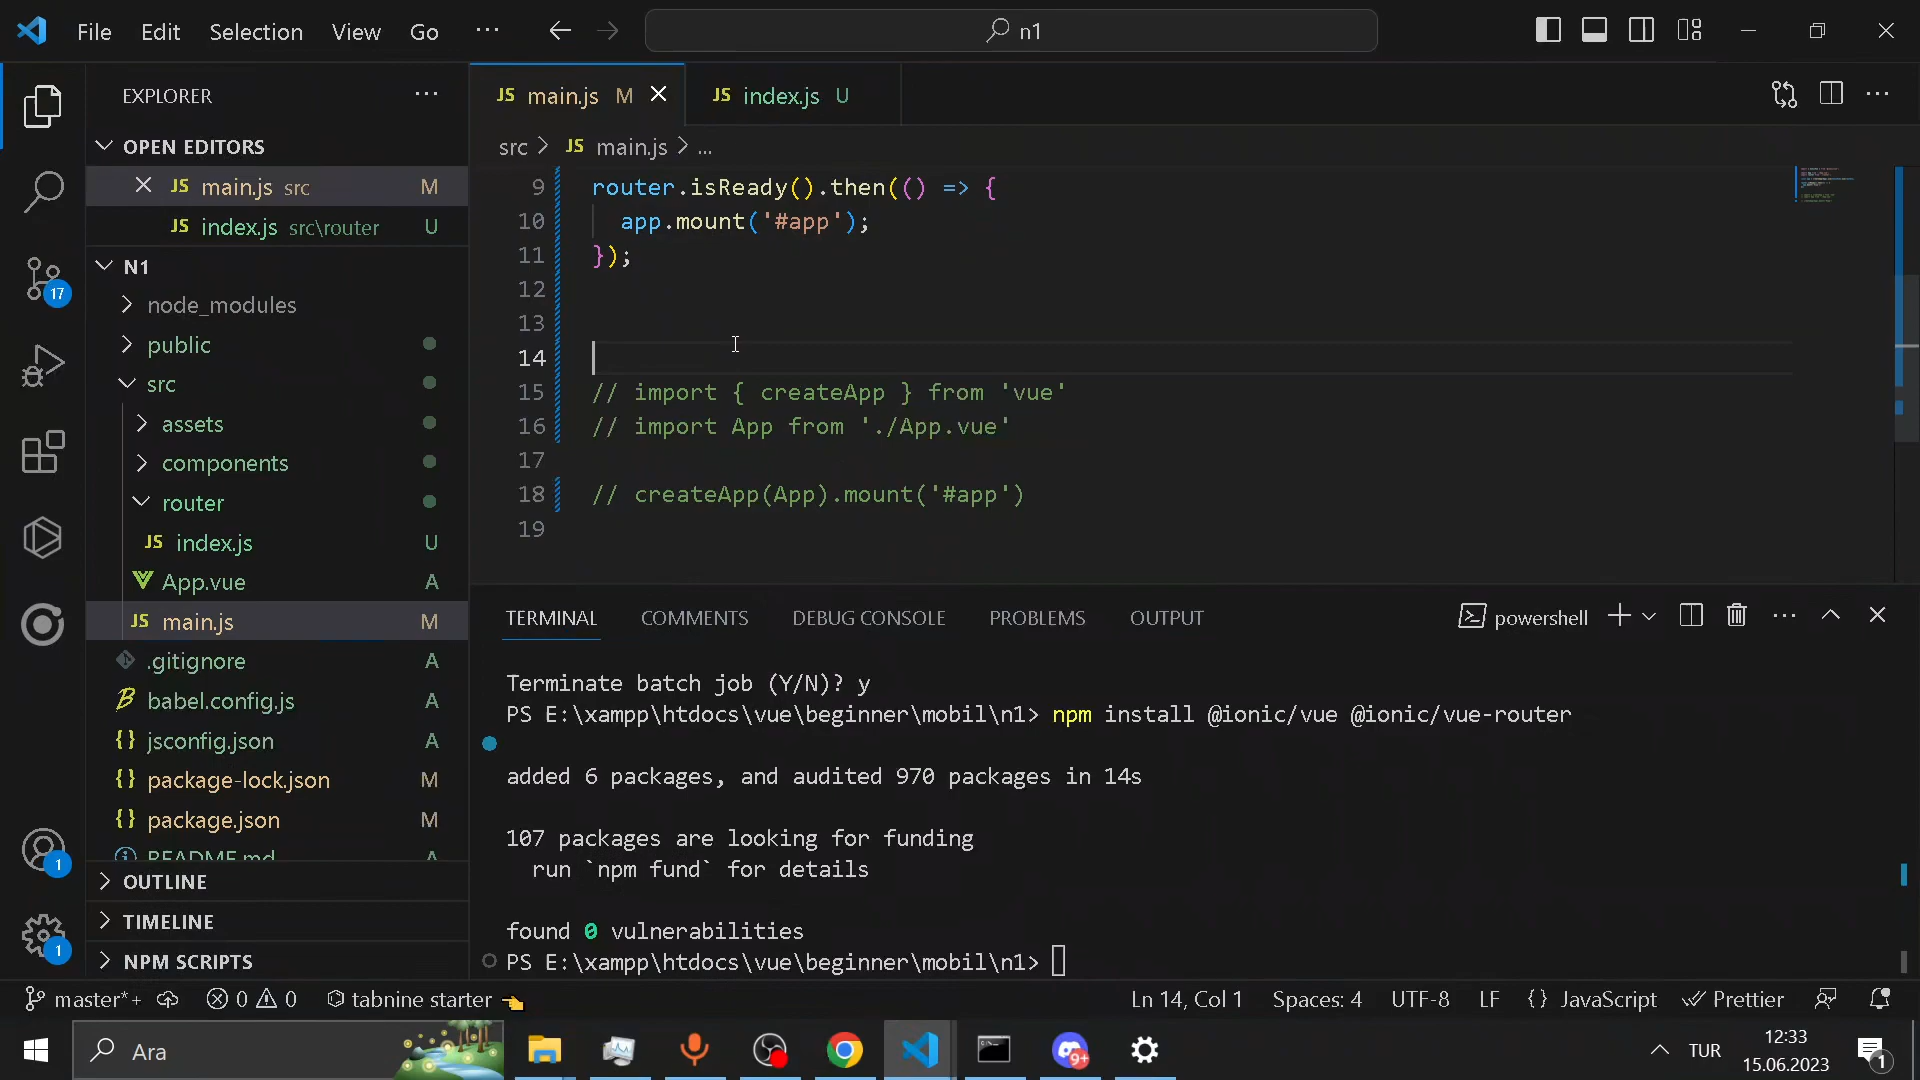 File Edit Selection View Go ··· n1
EXPLORER ···
OPEN EDITORS
JS main.js src M
JS index.js src\router U
N1
node_modules
public
src
assets
components
router
JS index.js U
App.vue A
JS main.js M
.gitignore A
babel.config.js A
{} jsconfig.json A
{} package-lock.json M
{} package.json M
README.md A
OUTLINE
TIMELINE
NPM SCRIPTS
17
1
1
JS main.js M JS index.js U
src > JS main.js > ...
9 router.isReady().then(() => {
10 app.mount('#app');
11 });
12
13
14
15 // import { createApp } from 'vue'
16 // import App from './App.vue'
17
18 // createApp(App).mount('#app')
19
TERMINAL COMMENTS DEBUG CONSOLE PROBLEMS OUTPUT powershell
Terminate batch job (Y/N)? y
PS E:\xampp\htdocs\vue\beginner\mobil\n1> npm install @ionic/vue @ionic/vue-router
added 6 packages, and audited 970 packages in 14s
107 packages are looking for funding
run `npm fund` for details
found 0 vulnerabilities
PS E:\xampp\htdocs\vue\beginner\mobil\n1>
master*+ 0 0 tabnine starter Ln 14, Col 1 Spaces: 4 UTF-8 LF {} JavaScript Prettier
Ara 9+ TUR 12:33
15.06.2023 1